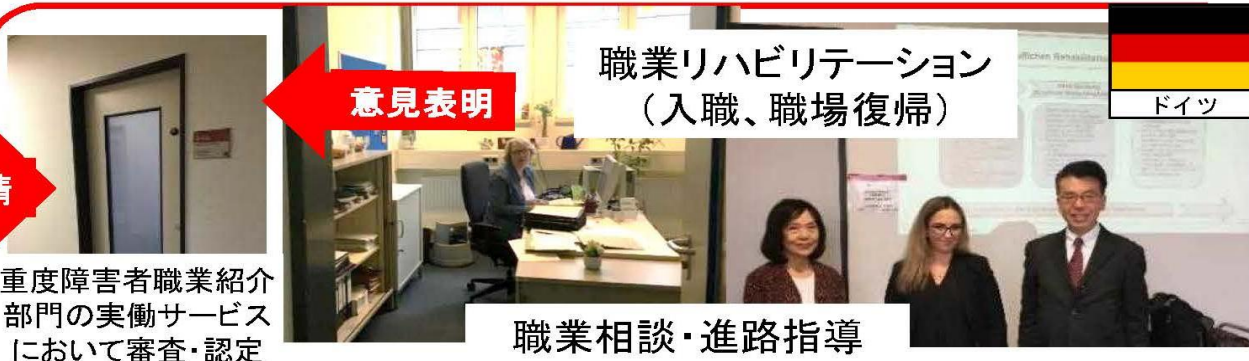 職業リハビリテーション
（入職、職場復帰）
ドイツ
意見表明
重度障害者職業紹介
部門の実働サービス
において審査・認定
職業相談・進路指導